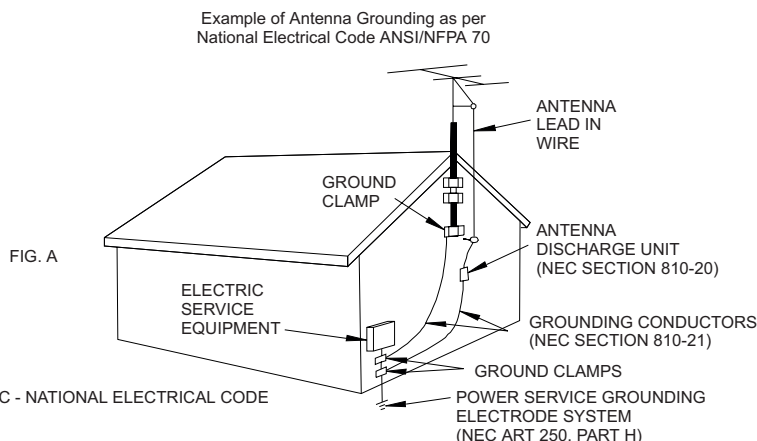 Example of Antenna Grounding as per
National Electrical Code ANSI/NFPA 70
ANTENNA
LEAD IN
WIRE
GROUND
CLAMP
ANTENNA
DISCHARGE UNIT
(NEC SECTION 810-20)
FIG. A
ELECTRIC
SERVICE
EQUIPMENT
GROUNDING CONDUCTORS
(NEC SECTION 810-21)
GROUND CLAMPS
C - NATIONAL ELECTRICAL CODE
POWER SERVICE GROUNDING
ELECTRODE SYSTEM
(NEC ART 250, PART H)